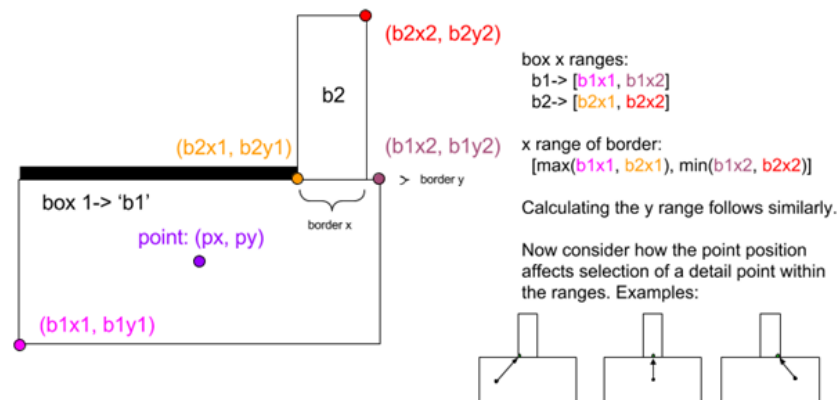 (b2x2, b2y2)
b2
(b2x1, b2y1)
(b1x2, b1y2)
> border y
box 1-> ‘b1’
border x
point: (px, py)
(b1x1, b1y1)
box x ranges:
b1-> [b1x1, b1x2]
b2-> [b2x1, b2x2]
x range of border:
[max(b1x1, b2x1), min(b1x2, b2x2)]
Calculating the y range follows similarly.
Now consider how the point position
affects selection of a detail point within
the ranges. Examples: